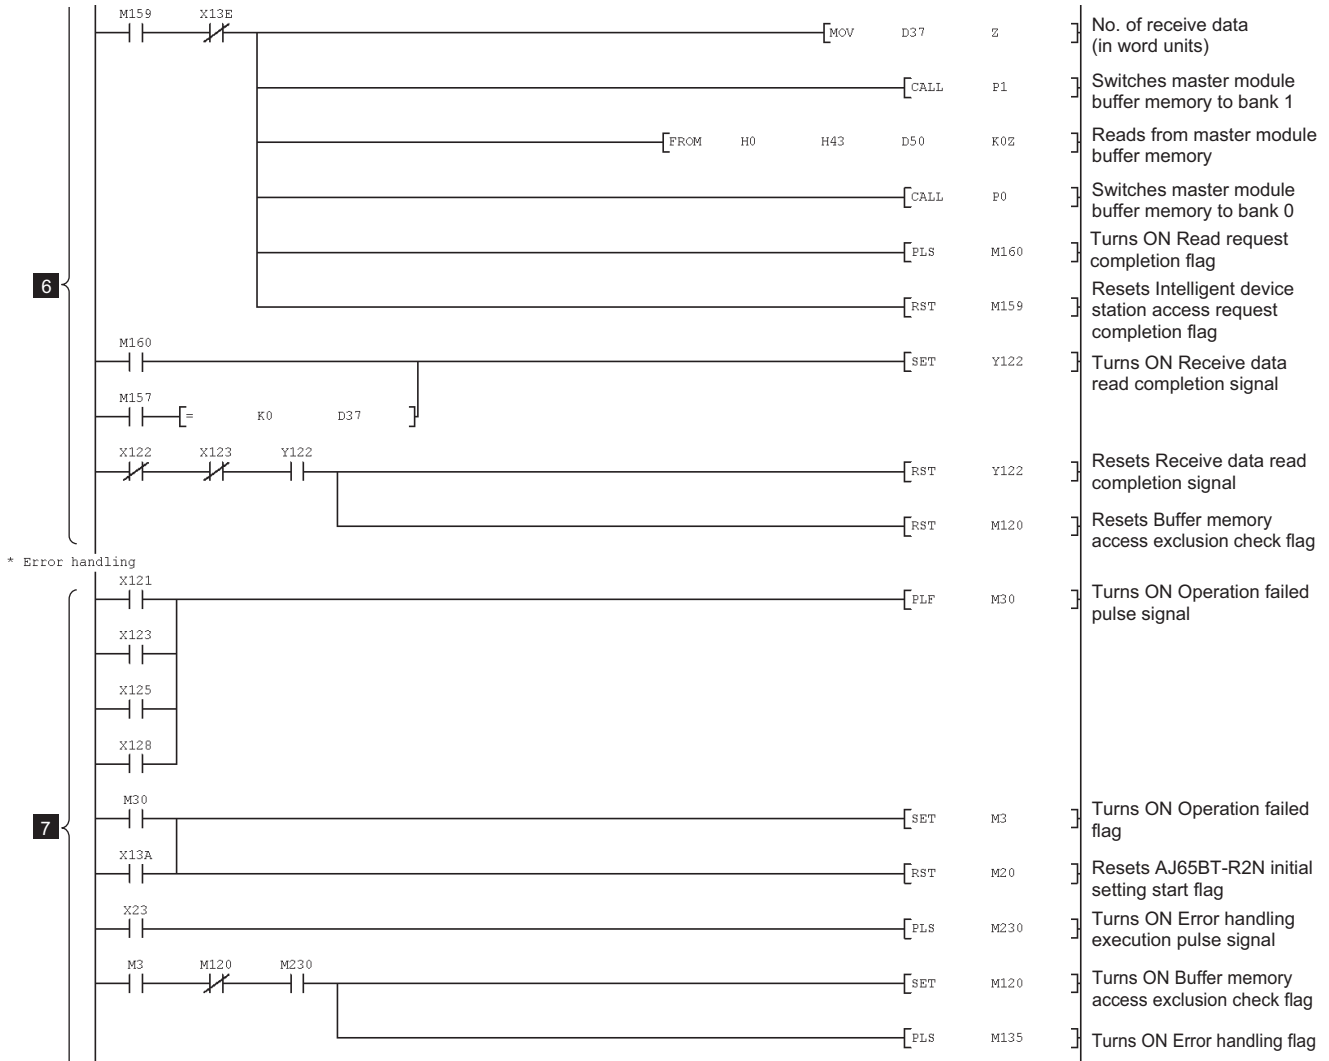 M159 X13E
MOV D37 Z
No. of receive data
(in word units)
CALL P1
Switches master module
buffer memory to bank 1
FROM H0 H43 D50 K0Z
Reads from master module
buffer memory
CALL P0
Switches master module
buffer memory to bank 0
PLS M160
Turns ON Read request
completion flag
6
RST M159
Resets Intelligent device
station access request
completion flag
M160
SET Y122
Turns ON Receive data
read completion signal
M157
= K0 D37
X122 X123 Y122
RST Y122
Resets Receive data read
completion signal
RST M120
Resets Buffer memory
access exclusion check flag
* Error handling
X121
PLF M30
Turns ON Operation failed
pulse signal
X123
X125
X128
7
M30
SET M3
Turns ON Operation failed
flag
X13A
RST M20
Resets AJ65BT-R2N initial
setting start flag
X23
PLS M230
Turns ON Error handling
execution pulse signal
M3 M120 M230
SET M120
Turns ON Buffer memory
access exclusion check flag
PLS M135
Turns ON Error handling flag